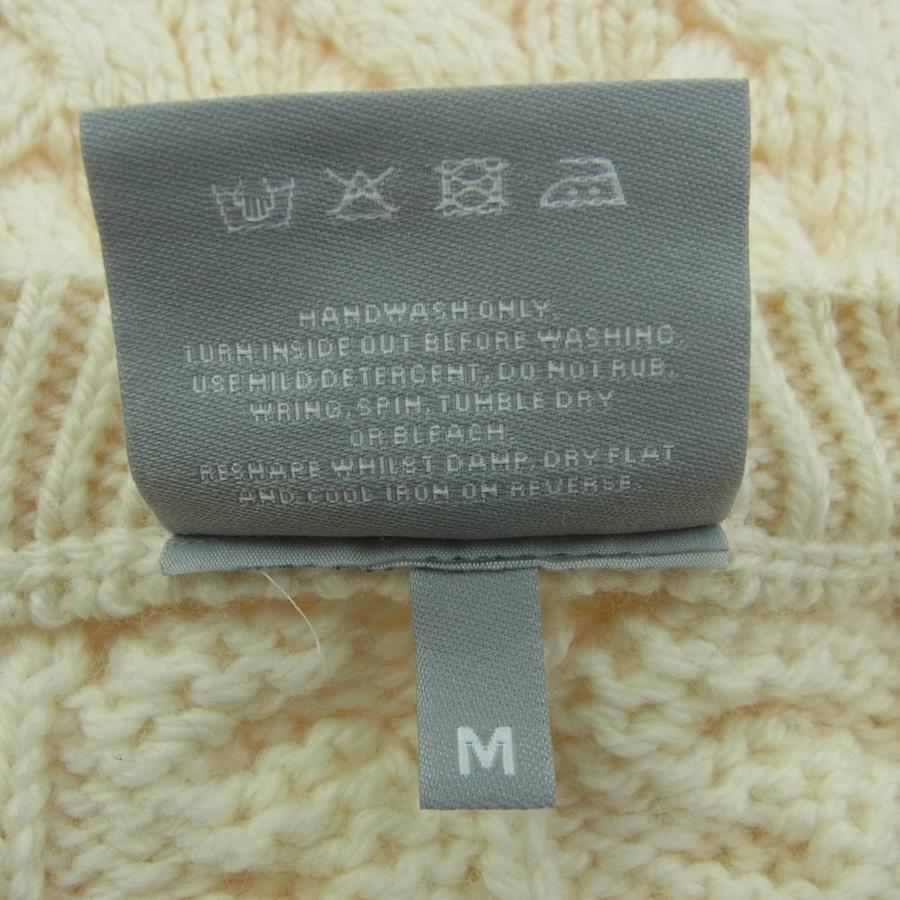 HANDWASH ONLY.
TURN INSIDE OUT BEFORE WASHING.
USE MILD DETERGENT, DO NOT RUB,
WRING, SPIN, TUMBLE DRY
OR BLEACH.
RESHAPE WHILST DAMP, DRY FLAT
AND COOL IRON ON REVERSE.
M